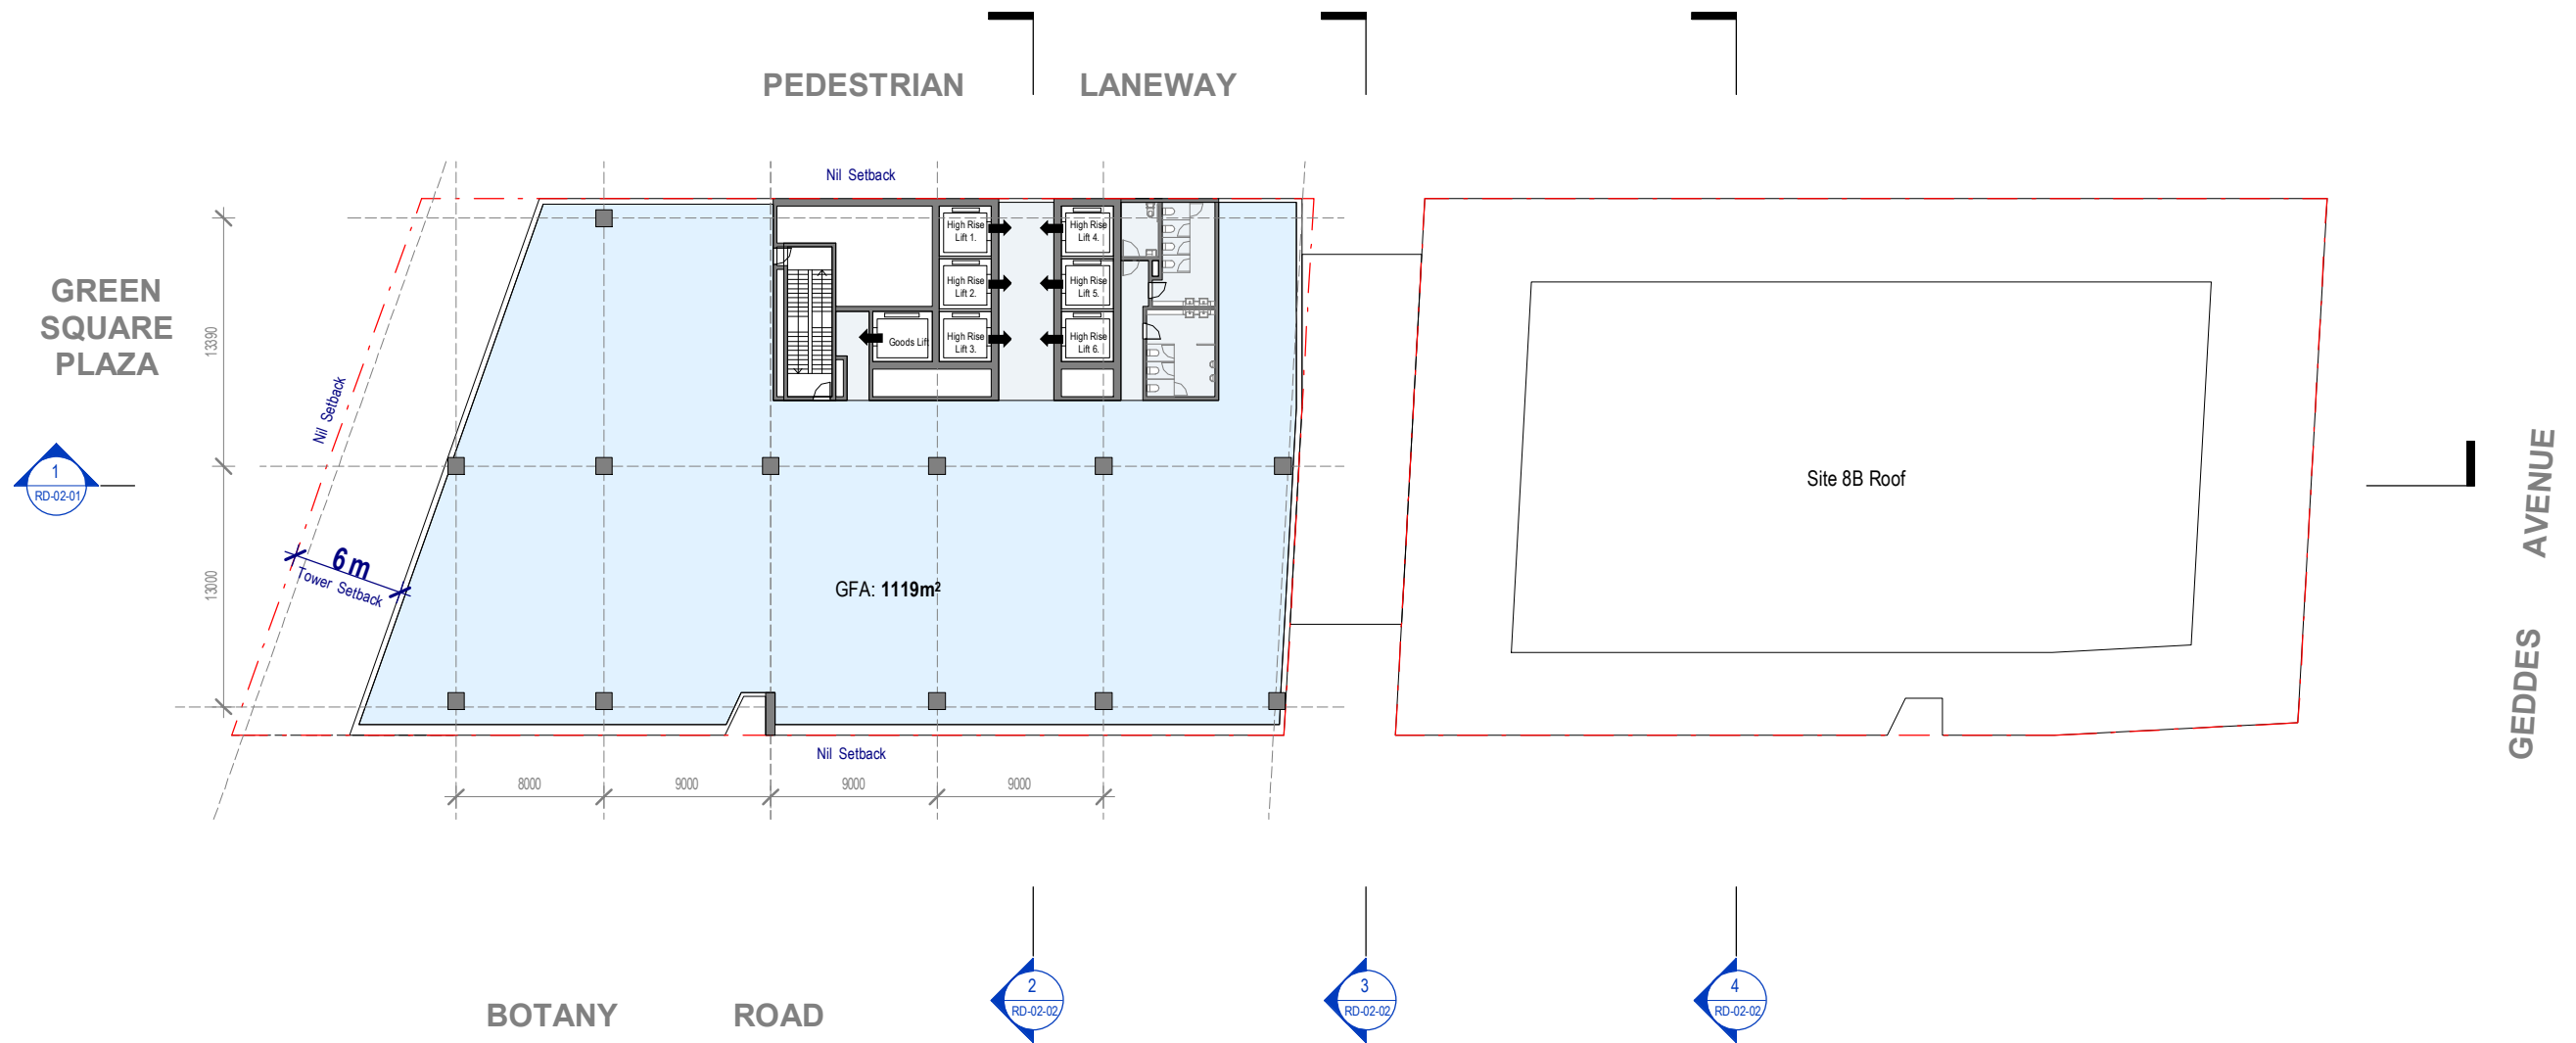 PEDESTRIAN LANEWAY
Nil Setback
GREEN
SQUARE
PLAZA
13390
13000
Nil Setback
6 m
Tower Setback
1
RD-02-01
High Rise
Lift 1.
High Rise
Lift 2.
High Rise
Lift 3.
Goods Lift
High Rise
Lift 4.
High Rise
Lift 5.
High Rise
Lift 6.
GFA: 1119m²
Site 8B Roof
GEDDES AVENUE
Nil Setback
8000
9000
9000
9000
BOTANY ROAD
2
RD-02-02
3
RD-02-02
4
RD-02-02